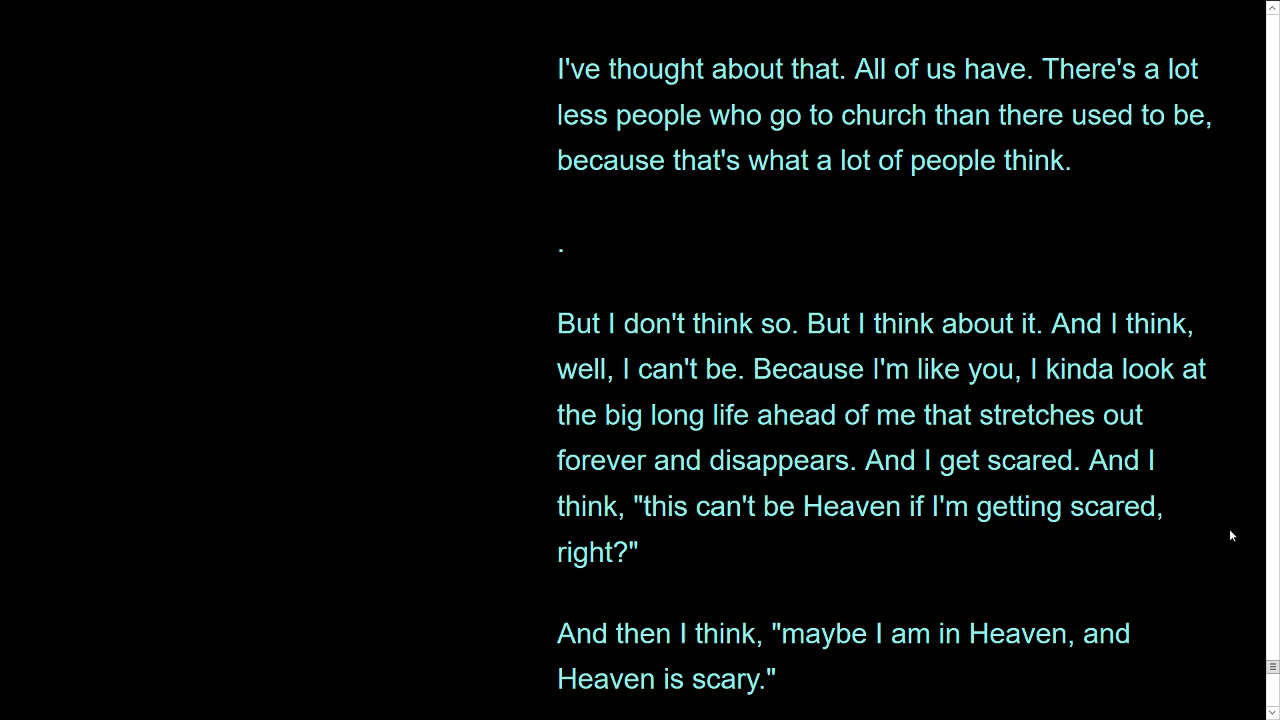 I've thought about that. All of us have. There's a lot
less people who go to church than there used to be,
because that's what a lot of people think.
.
But I don't think so. But I think about it. And I think,
well, I can't be. Because I'm like you, I kinda look at
the big long life ahead of me that stretches out
forever and disappears. And I get scared. And I
think, "this can't be Heaven if I'm getting scared,
right?"
And then I think, "maybe I am in Heaven, and
Heaven is scary."